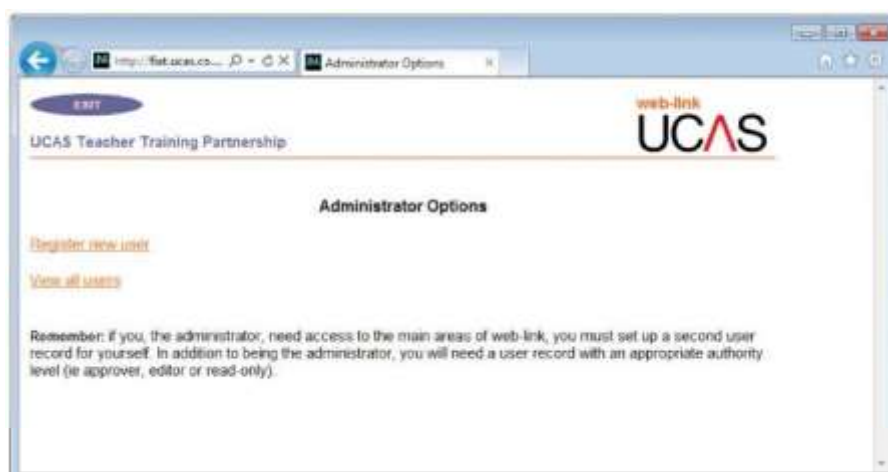 Administrator Options
EXIT
web-link
UCAS
UCAS Teacher Training Partnership
Administrator Options
Register new user
View all users
Remember: if you, the administrator, need access to the main areas of web-link, you must set up a second user
record for yourself. In addition to being the administrator, you will need a user record with an appropriate authority
level (ie approver, editor or read-only).